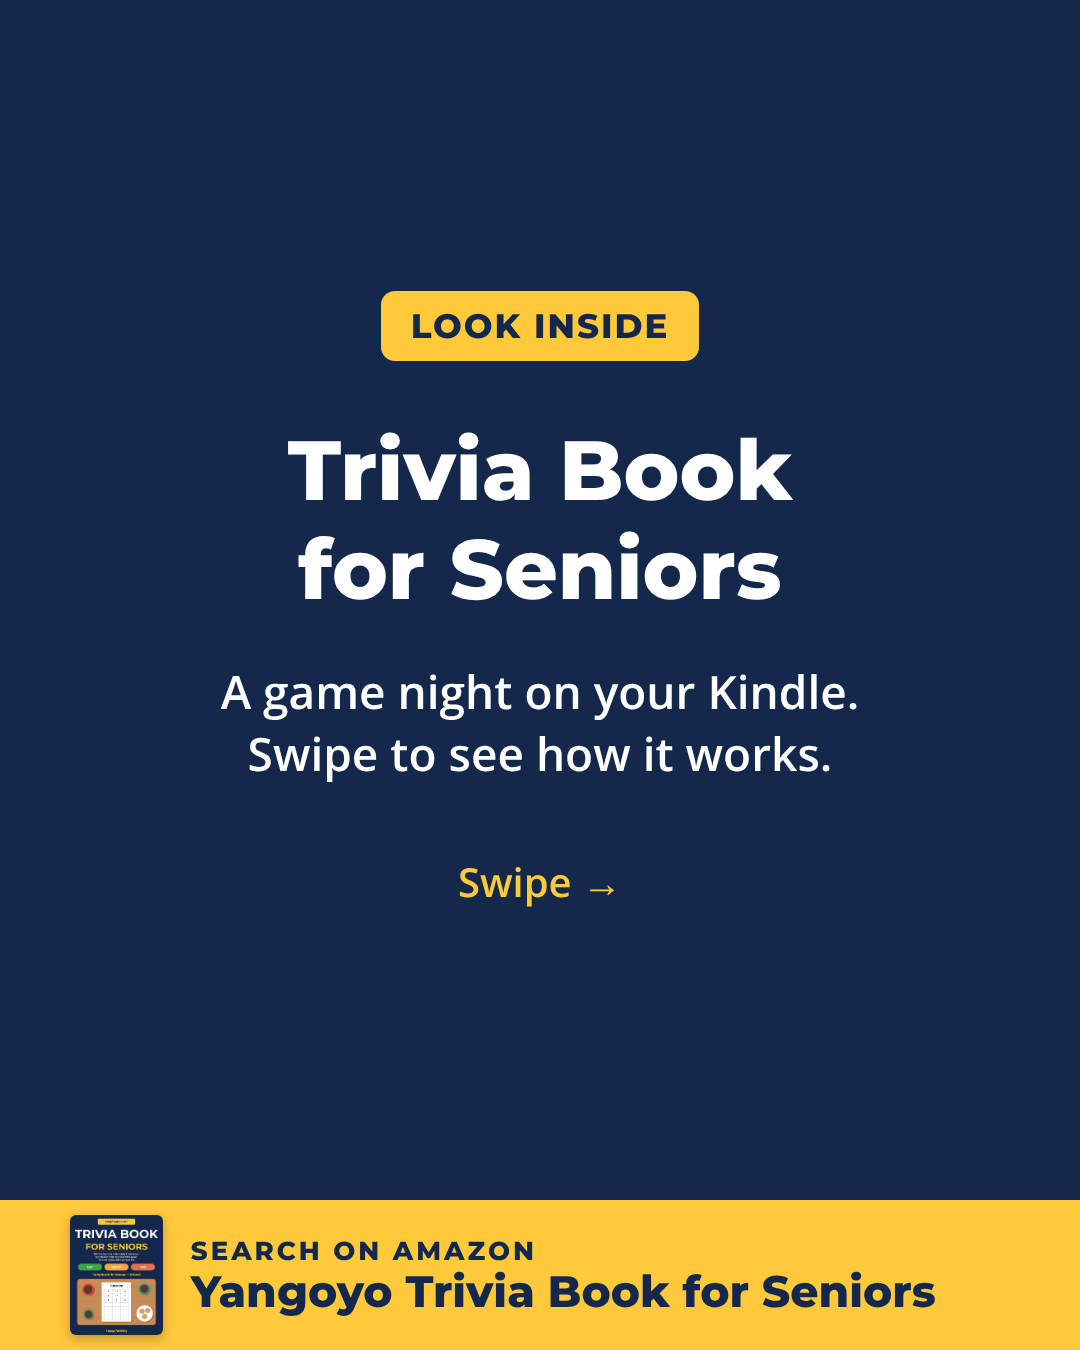 LOOK INSIDE
Trivia Book
for Seniors
A game night on your Kindle.
Swipe to see how it works.
Swipe →
TRIVIA BOOK
FOR SENIORS
SEARCH ON AMAZON
Yangoyo Trivia Book for Seniors